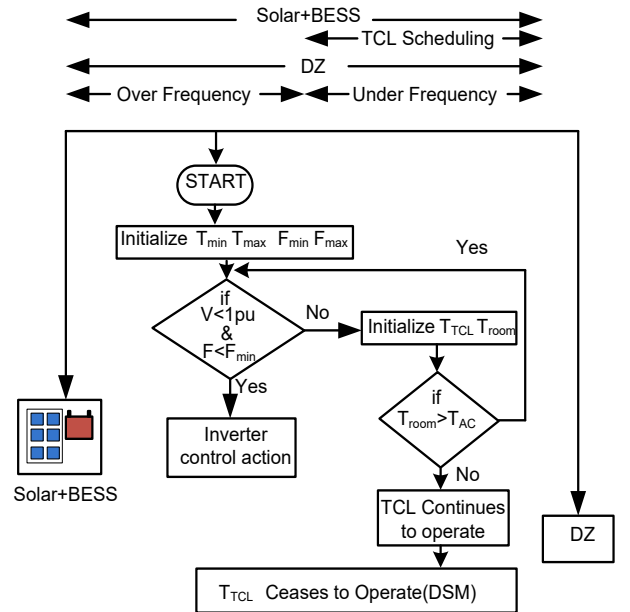 Solar+BESS
TCL Scheduling
DZ
Over Frequency
Under Frequency
START
Initialize T_min T_max F_min F_max
Yes
if
V<1pu
&
F<F_min
No
Initialize T_TCL T_room
Yes
if
T_room>T_AC
Inverter
control action
No
Solar+BESS
TCL Continues
to operate
DZ
T_TCL Ceases to Operate(DSM)